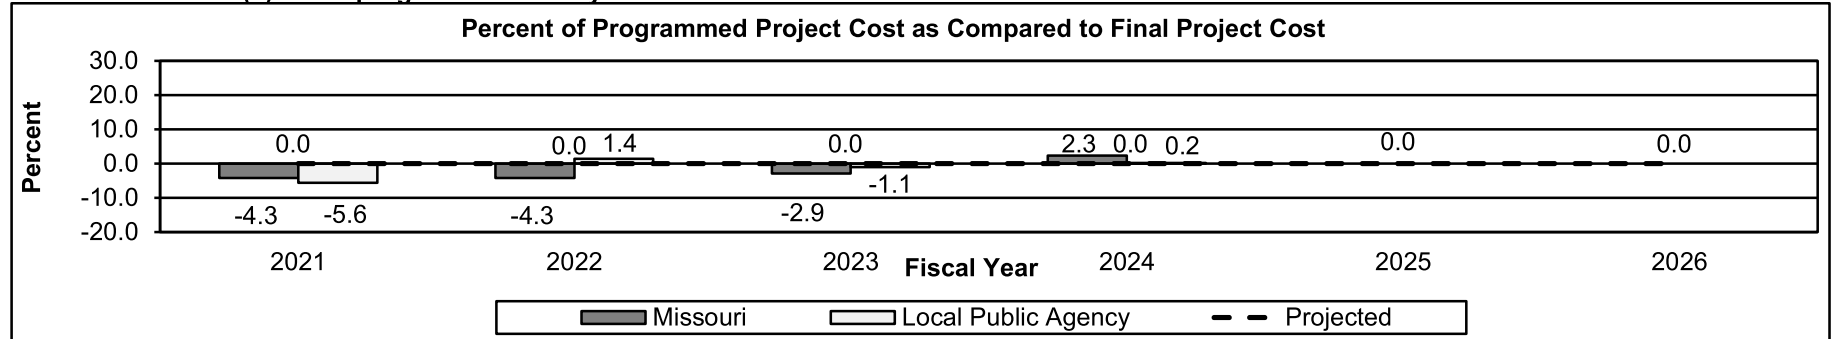 Percent of Programmed Project Cost as Compared to Final Project Cost
30.0
20.0
10.0
0.0
-10.0
-20.0
Percent
0.0
0.0 1.4
0.0
2.3 0.0 0.2
0.0
0.0
-4.3 -5.6
-4.3
-2.9
-1.1
2021 2022 2023 2024 2025 2026
Fiscal Year
Missouri Local Public Agency Projected